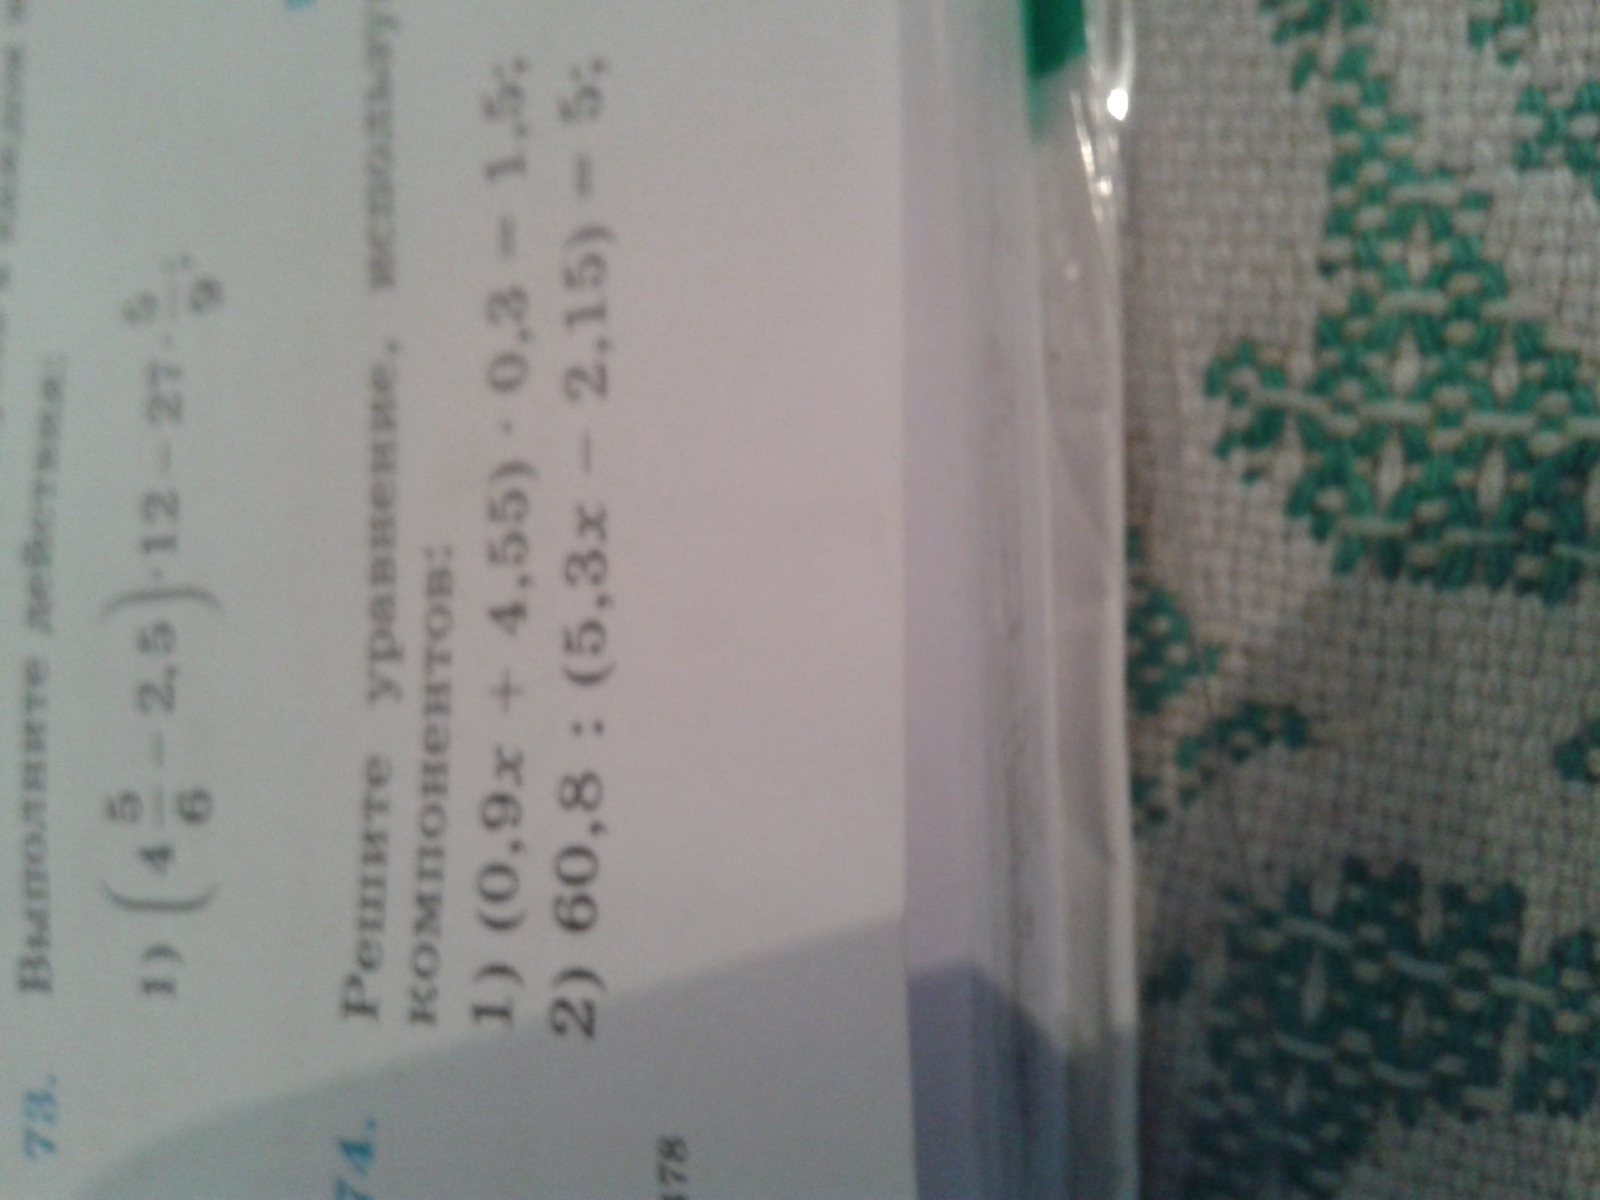 73. Выполните действия:
1) (4 5/6 − 2,5) · 12 − 27 · 5/9;
74. Решите уравнение,
компонентов:
1) (0,9x + 4,55) · 0,3 = 1,5;
2) 60,8 : (5,3x − 2,15) = 5;
178